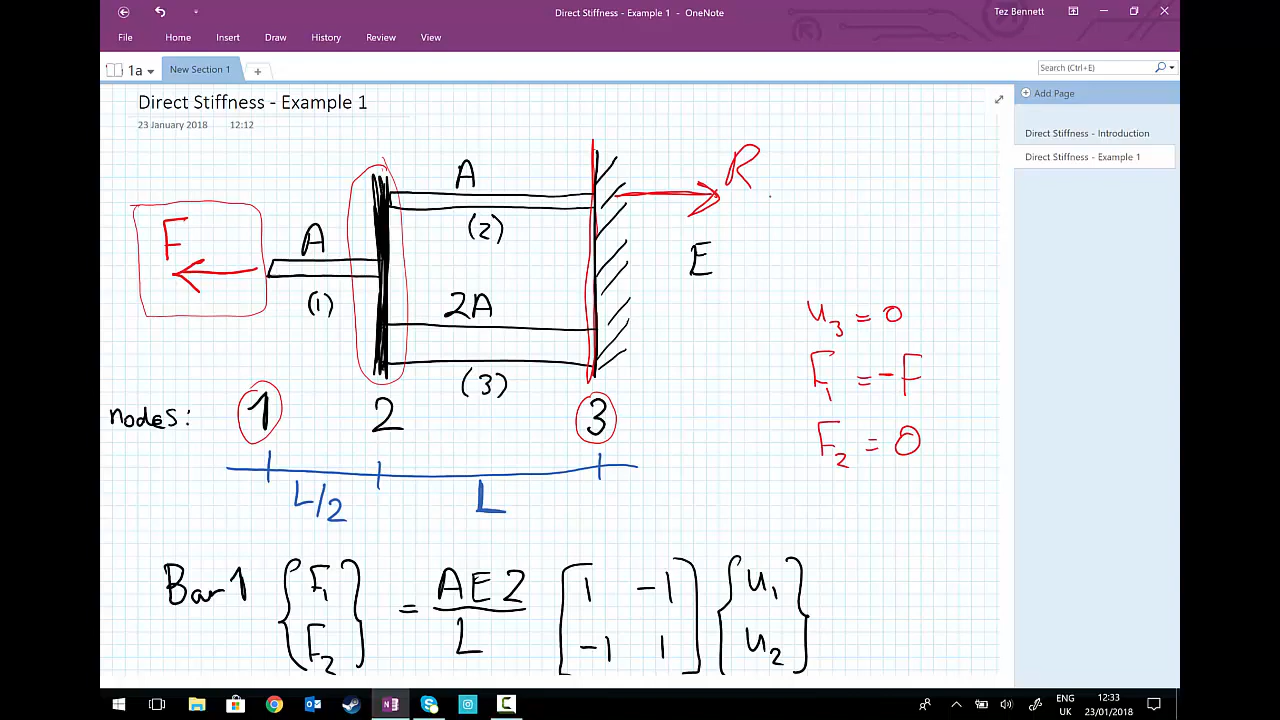 Direct Stiffness - Example 1 - OneNote
Tez Bennett
File Home Insert Draw History Review View
1a New Section 1
Search (Ctrl+E)
Add Page
Direct Stiffness - Introduction
Direct Stiffness - Example 1
Direct Stiffness - Example 1
23 January 2018 12:12
A
R
(2)
F
A
E
(1)
2A
(3)
u3 = 0
F1 = -F
F2 = 0
nodes: 1 2 3
L/2 L
Bar 1 {F1 F2} = AE2/L [1 -1 -1 1] {u1 u2}
ENG
UK
12:33
23/01/2018